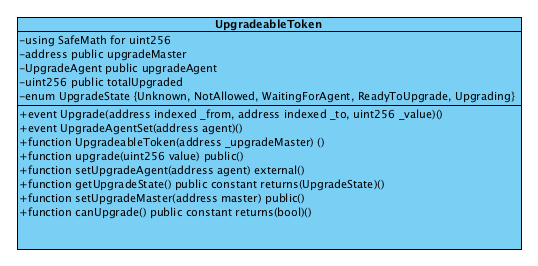 UpgradeableToken
-using SafeMath for uint256
-address public upgradeMaster
-UpgradeAgent public upgradeAgent
-uint256 public totalUpgraded
-enum UpgradeState {Unknown, NotAllowed, WaitingForAgent, ReadyToUpgrade, Upgrading}
+event Upgrade(address indexed _from, address indexed _to, uint256 _value)()
+event UpgradeAgentSet(address agent)()
+function UpgradeableToken(address _upgradeMaster) ()
+function upgrade(uint256 value) public()
+function setUpgradeAgent(address agent) external()
+function getUpgradeState() public constant returns(UpgradeState)()
+function setUpgradeMaster(address master) public()
+function canUpgrade() public constant returns(bool)()